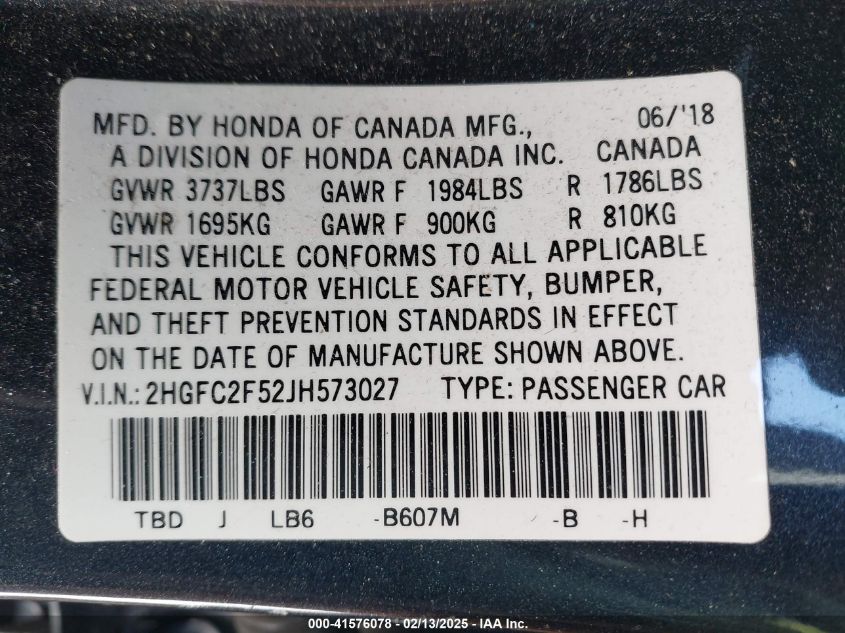 MFD. BY HONDA OF CANADA MFG., 06/'18
A DIVISION OF HONDA CANADA INC. CANADA
GVWR 3737LBS GAWR F 1984LBS R 1786LBS
GVWR 1695KG GAWR F 900KG R 810KG
THIS VEHICLE CONFORMS TO ALL APPLICABLE
FEDERAL MOTOR VEHICLE SAFETY, BUMPER,
AND THEFT PREVENTION STANDARDS IN EFFECT
ON THE DATE OF MANUFACTURE SHOWN ABOVE.
V.I.N.: 2HGFC2F52JH573027 TYPE: PASSENGER CAR
TBD J LB6 -B607M -B -H
000-41576078 - 02/13/2025 - IAA Inc.